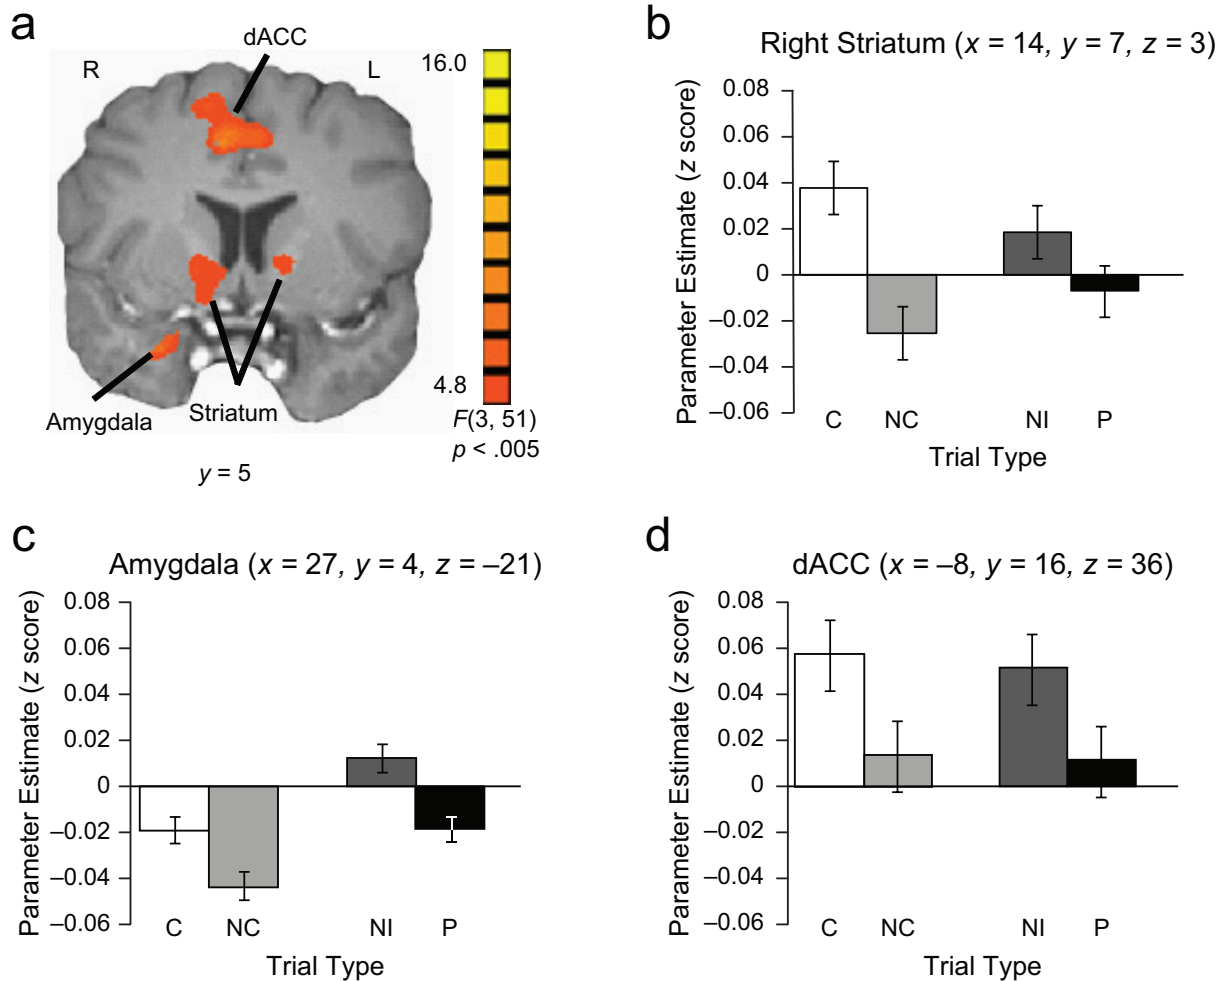 a
dACC
R
L
16.0
4.8
Amygdala
Striatum
F(3, 51)
p < .005
y = 5
b
Right Striatum (x = 14, y = 7, z = 3)
Parameter Estimate (z score)
0.08
0.06
0.04
0.02
0
–0.02
–0.04
–0.06
C NC NI P
Trial Type
c
Amygdala (x = 27, y = 4, z = –21)
Parameter Estimate (z score)
0.08
0.06
0.04
0.02
0
–0.02
–0.04
–0.06
C NC NI P
Trial Type
d
dACC (x = –8, y = 16, z = 36)
Parameter Estimate (z score)
0.08
0.06
0.04
0.02
0
–0.02
–0.04
–0.06
C NC NI P
Trial Type